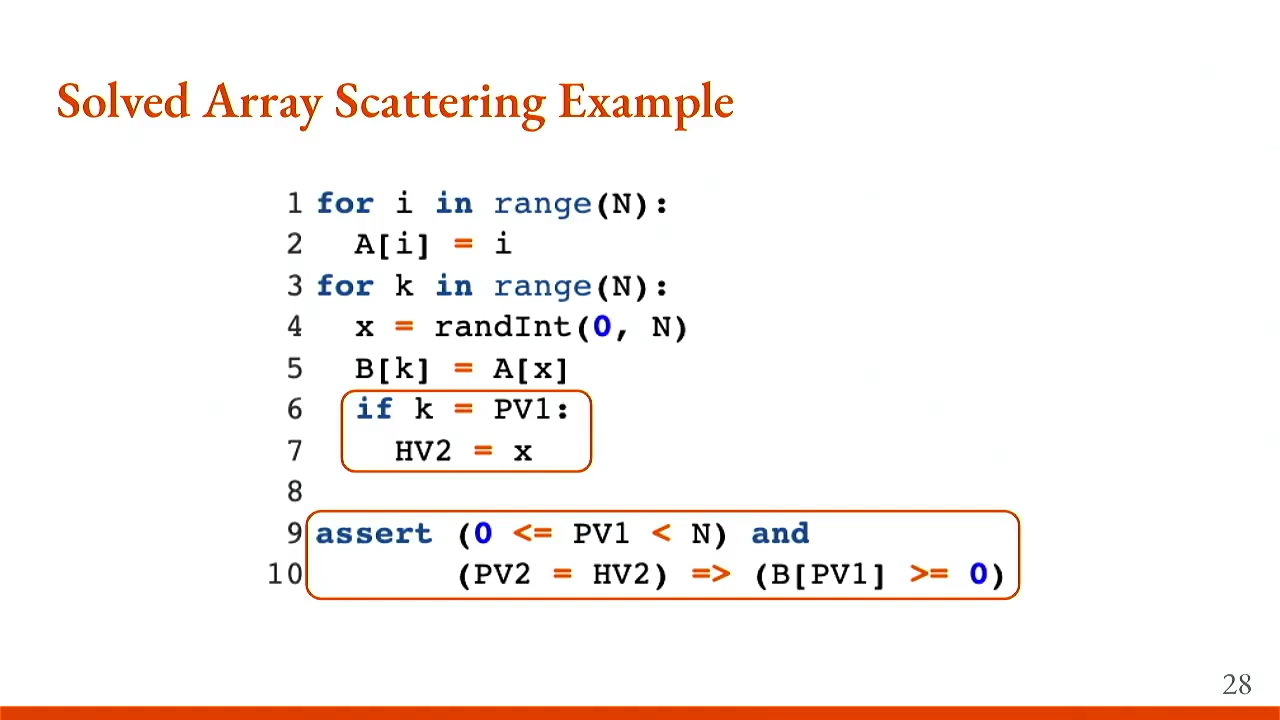 Solved Array Scattering Example
1 for i in range(N):
2   A[i] = i
3 for k in range(N):
4   x = randInt(0, N)
5   B[k] = A[x]
6   if k = PV1:
7     HV2 = x
8
9 assert (0 <= PV1 < N) and
10        (PV2 = HV2) => (B[PV1] >= 0)
28